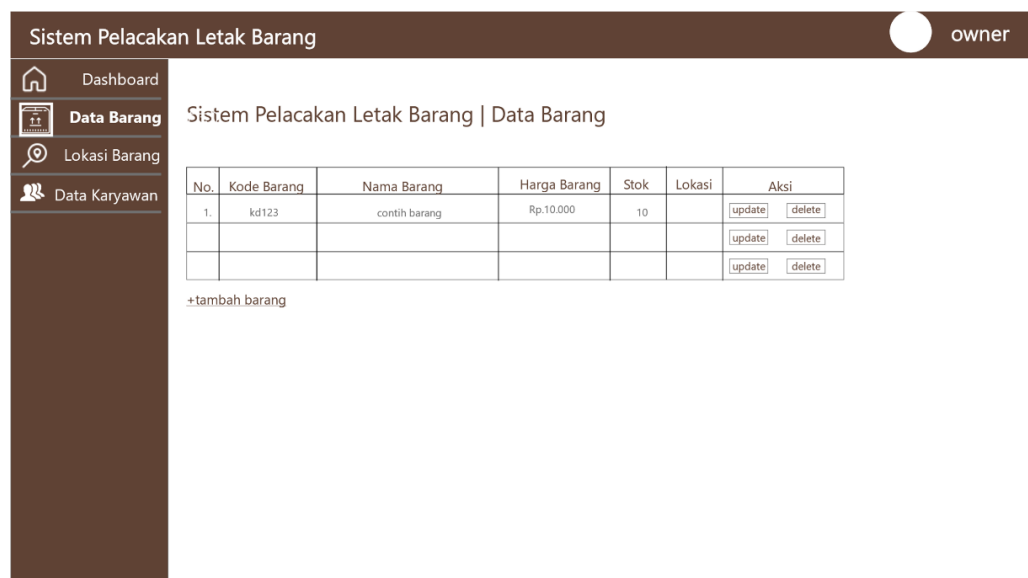 Sistem Pelacakan Letak Barang
owner
Dashboard
Data Barang
Lokasi Barang
Data Karyawan
Sistem Pelacakan Letak Barang | Data Barang
No. Kode Barang Nama Barang Harga Barang Stok Lokasi Aksi
1. kd123 contih barang Rp.10.000 10 update delete
update delete
update delete
+tambah barang